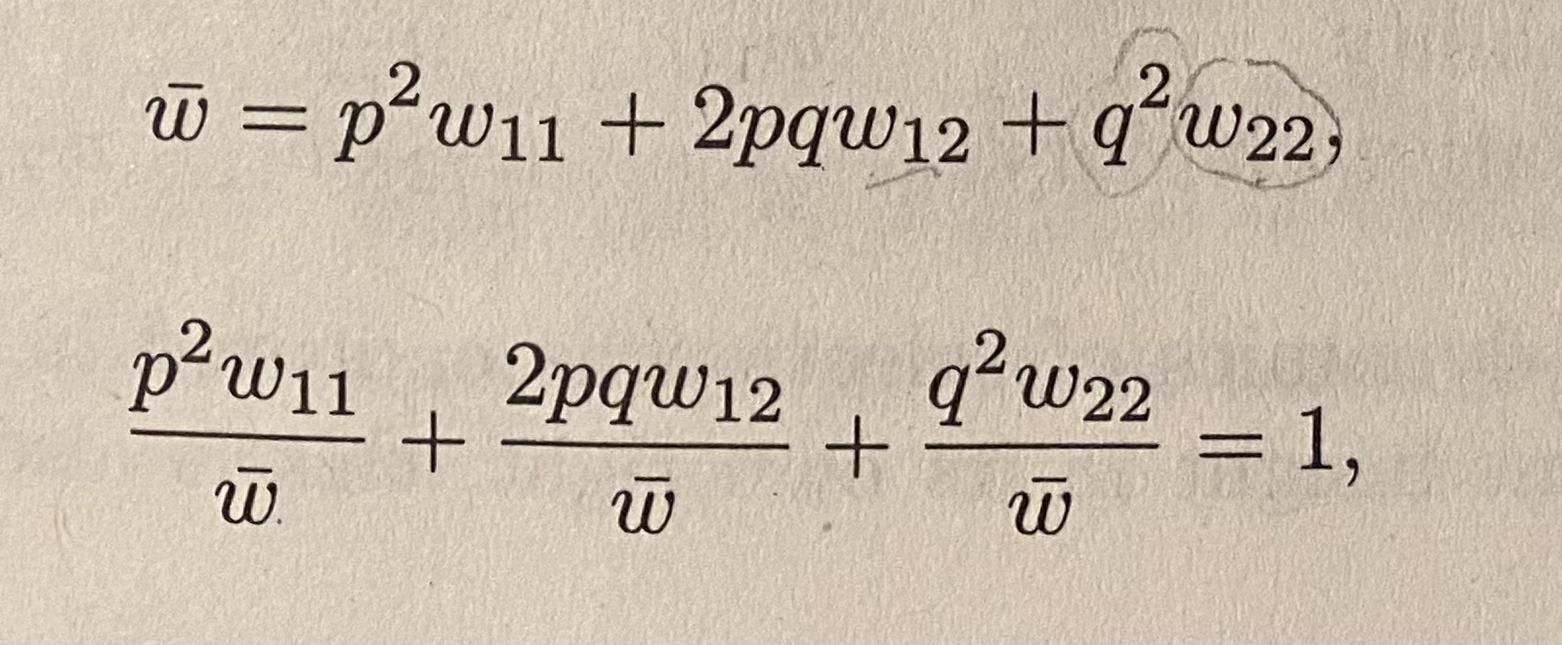 w̄ = p²w₁₁ + 2pqw₁₂ + q²w₂₂,
p²w₁₁/w̄ + 2pqw₁₂/w̄ + q²w₂₂/w̄ = 1,